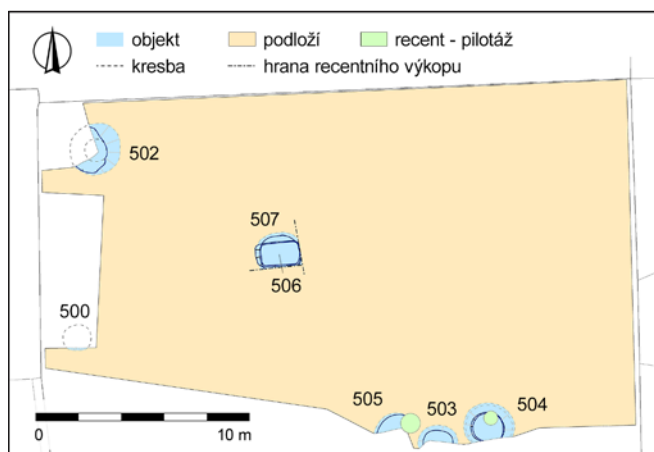 objekt podloží recent - pilotáž
kresba hrana recentního výkopu
502
507
506
500
505 503 504
0 10 m